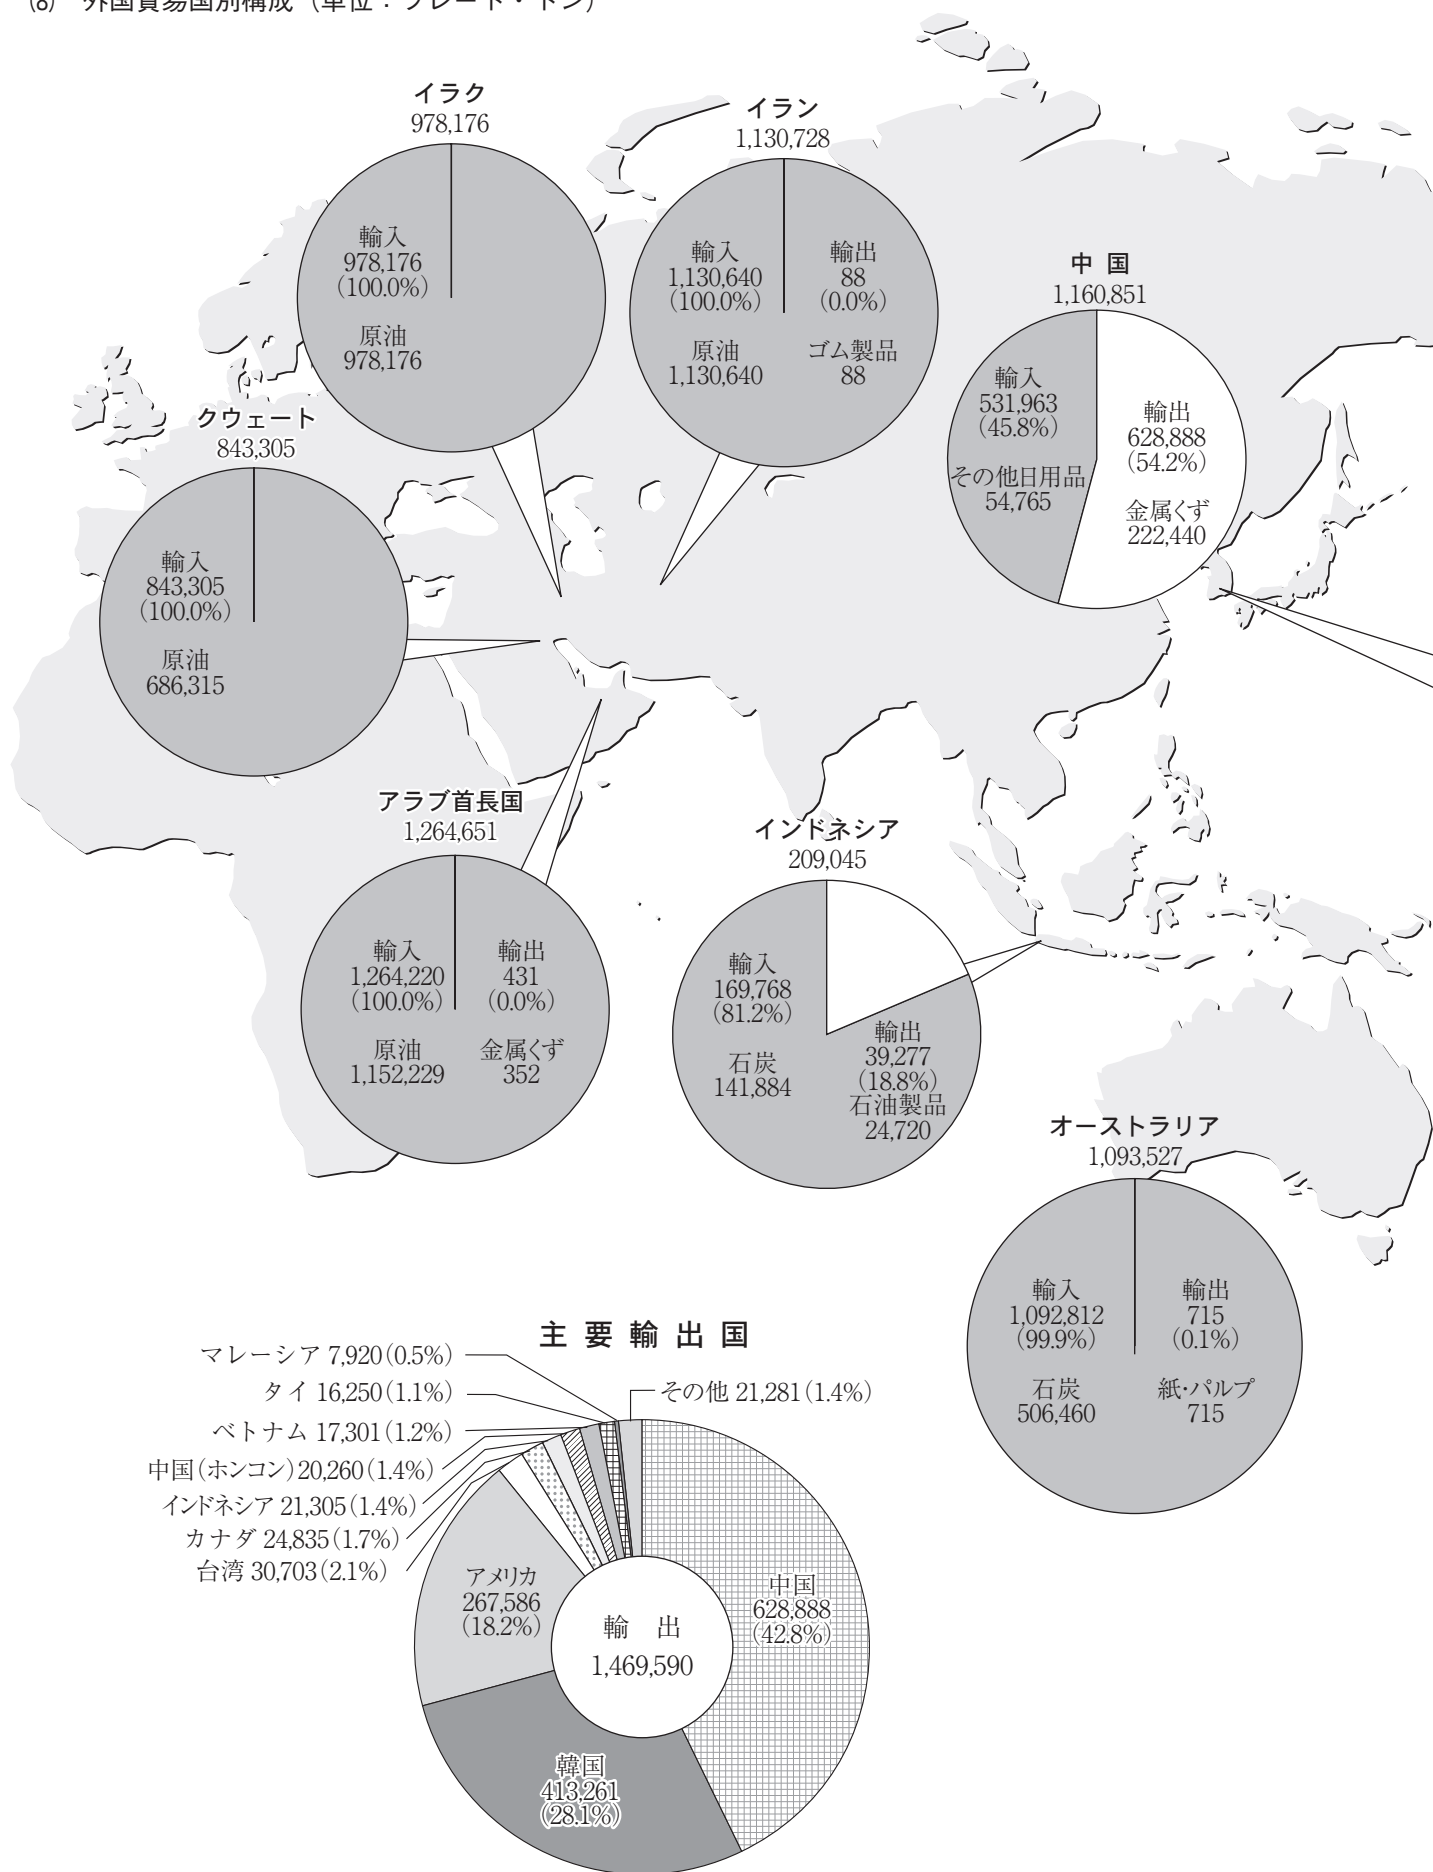 ⑻ 外国貿易国別構成（単位：フレート・トン）
イラク
978,176
輸入
978,176
(100.0%)
原油
978,176
イラン
1,130,728
輸入
1,130,640
(100.0%)
原油
1,130,640
輸出
88
(0.0%)
ゴム製品
88
中 国
1,160,851
輸入
531,963
(45.8%)
その他日用品
54,765
輸出
628,888
(54.2%)
金属くず
222,440
クウェート
843,305
輸入
843,305
(100.0%)
原油
686,315
アラブ首長国
1,264,651
輸入
1,264,220
(100.0%)
原油
1,152,229
輸出
431
(0.0%)
金属くず
352
インドネシア
209,045
輸入
169,768
(81.2%)
石炭
141,884
輸出
39,277
(18.8%)
石油製品
24,720
オーストラリア
1,093,527
輸入
1,092,812
(99.9%)
石炭
506,460
輸出
715
(0.1%)
紙・パルプ
715
主 要 輸 出 国
マレーシア 7,920(0.5%)
タイ 16,250(1.1%)
ベトナム 17,301(1.2%)
中国(ホンコン)20,260(1.4%)
インドネシア 21,305(1.4%)
カナダ 24,835(1.7%)
台湾 30,703(2.1%)
その他 21,281(1.4%)
アメリカ
267,586
(18.2%)
中国
628,888
(42.8%)
輸 出
1,469,590
韓国
413,261
(28.1%)